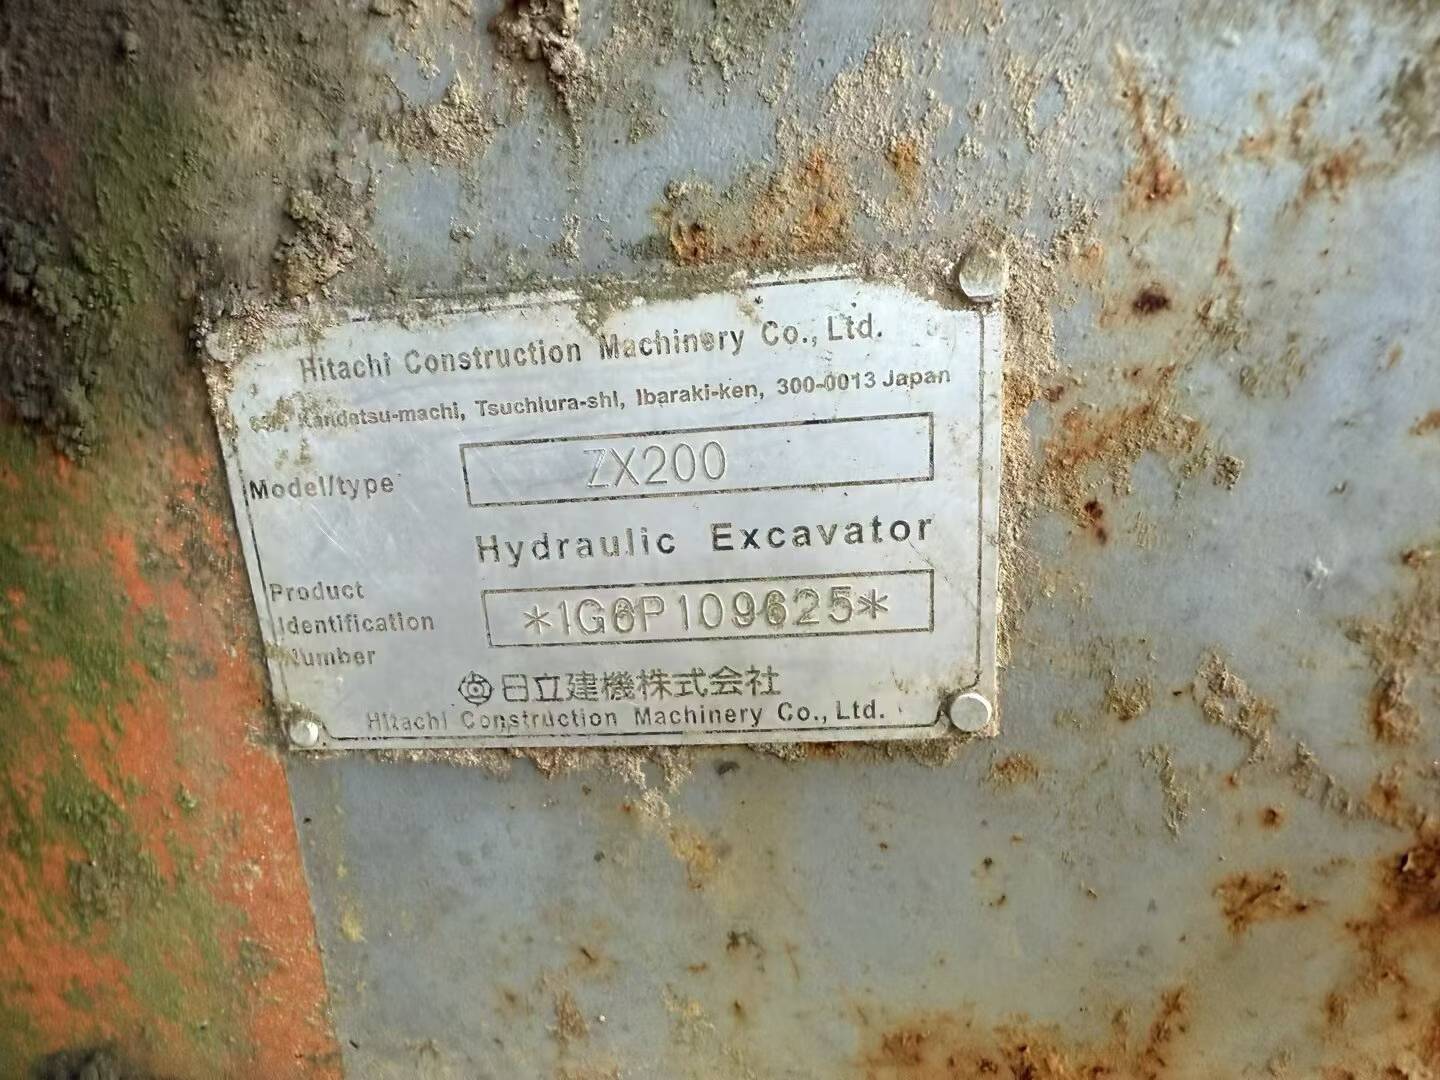 Hitachi Construction Machinery Co., Ltd.
Kandatsu-machi, Tsuchiura-shi, Ibaraki-ken, 300-0013 Japan
Model/type
ZX200
Hydraulic Excavator
Product
Identification
Number
*1G6P109625*
日立建機株式会社
Hitachi Construction Machinery Co., Ltd.